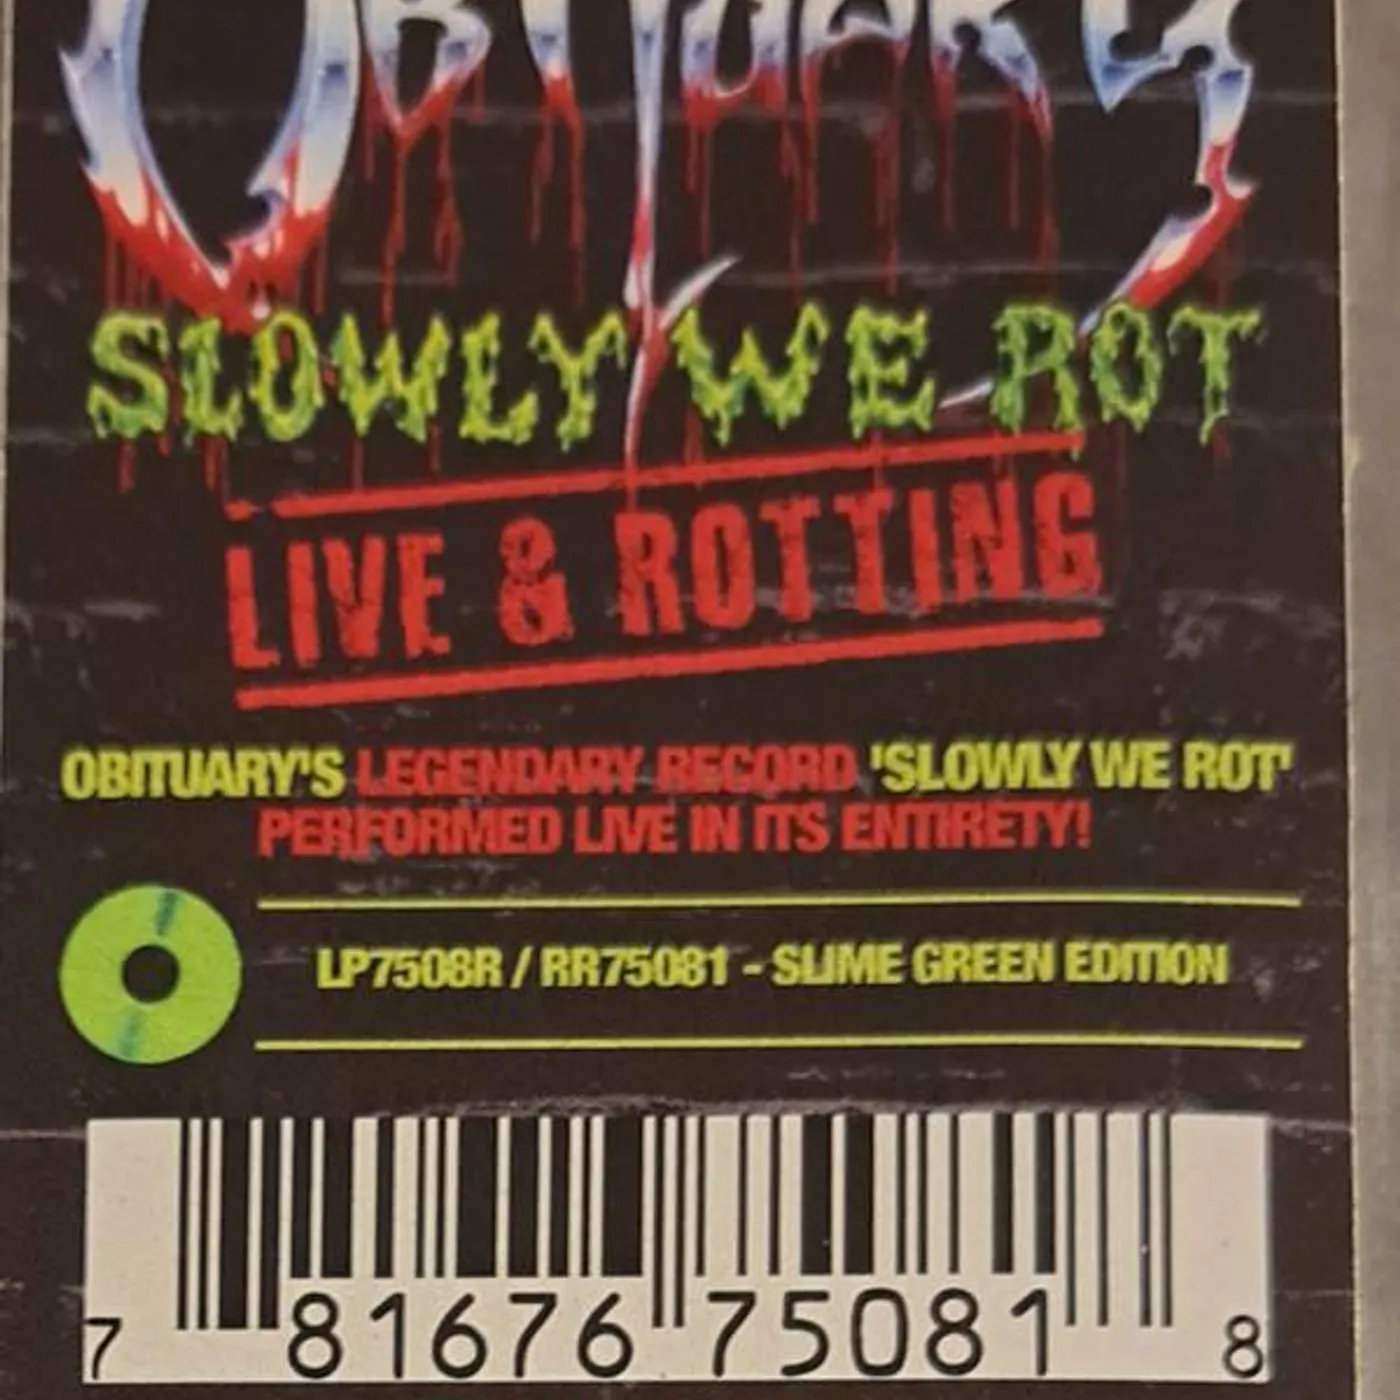 OBITUARY
SLOWLY WE ROT
LIVE & ROTTING
OBITUARY'S LEGENDARY RECORD 'SLOWLY WE ROT'
PERFORMED LIVE IN ITS ENTIRETY!
LP7508R / RR75081 - SLIME GREEN EDITION
7 81676 75081 8